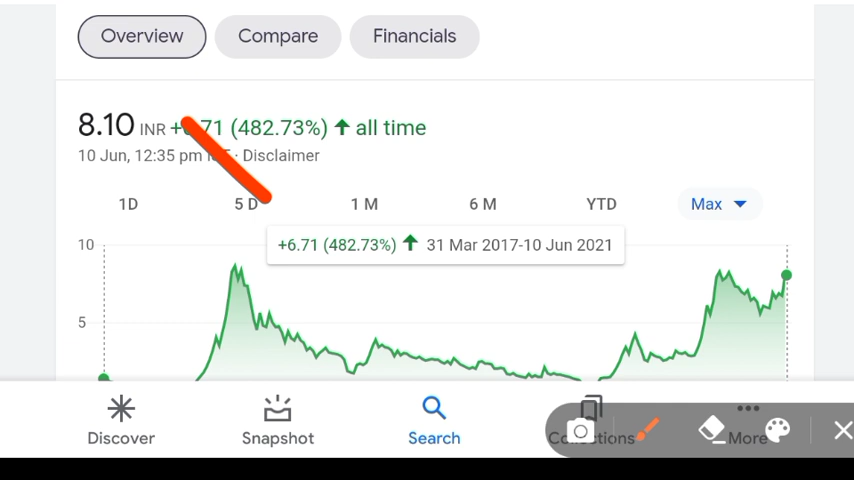 Overview Compare Financials
8.10 INR +6.71 (482.73%) all time
10 Jun, 12:35 pm · Disclaimer
1D 5 D 1 M 6 M YTD Max
+6.71 (482.73%) 31 Mar 2017-10 Jun 2021
10
5
Discover Snapshot Search Collections More